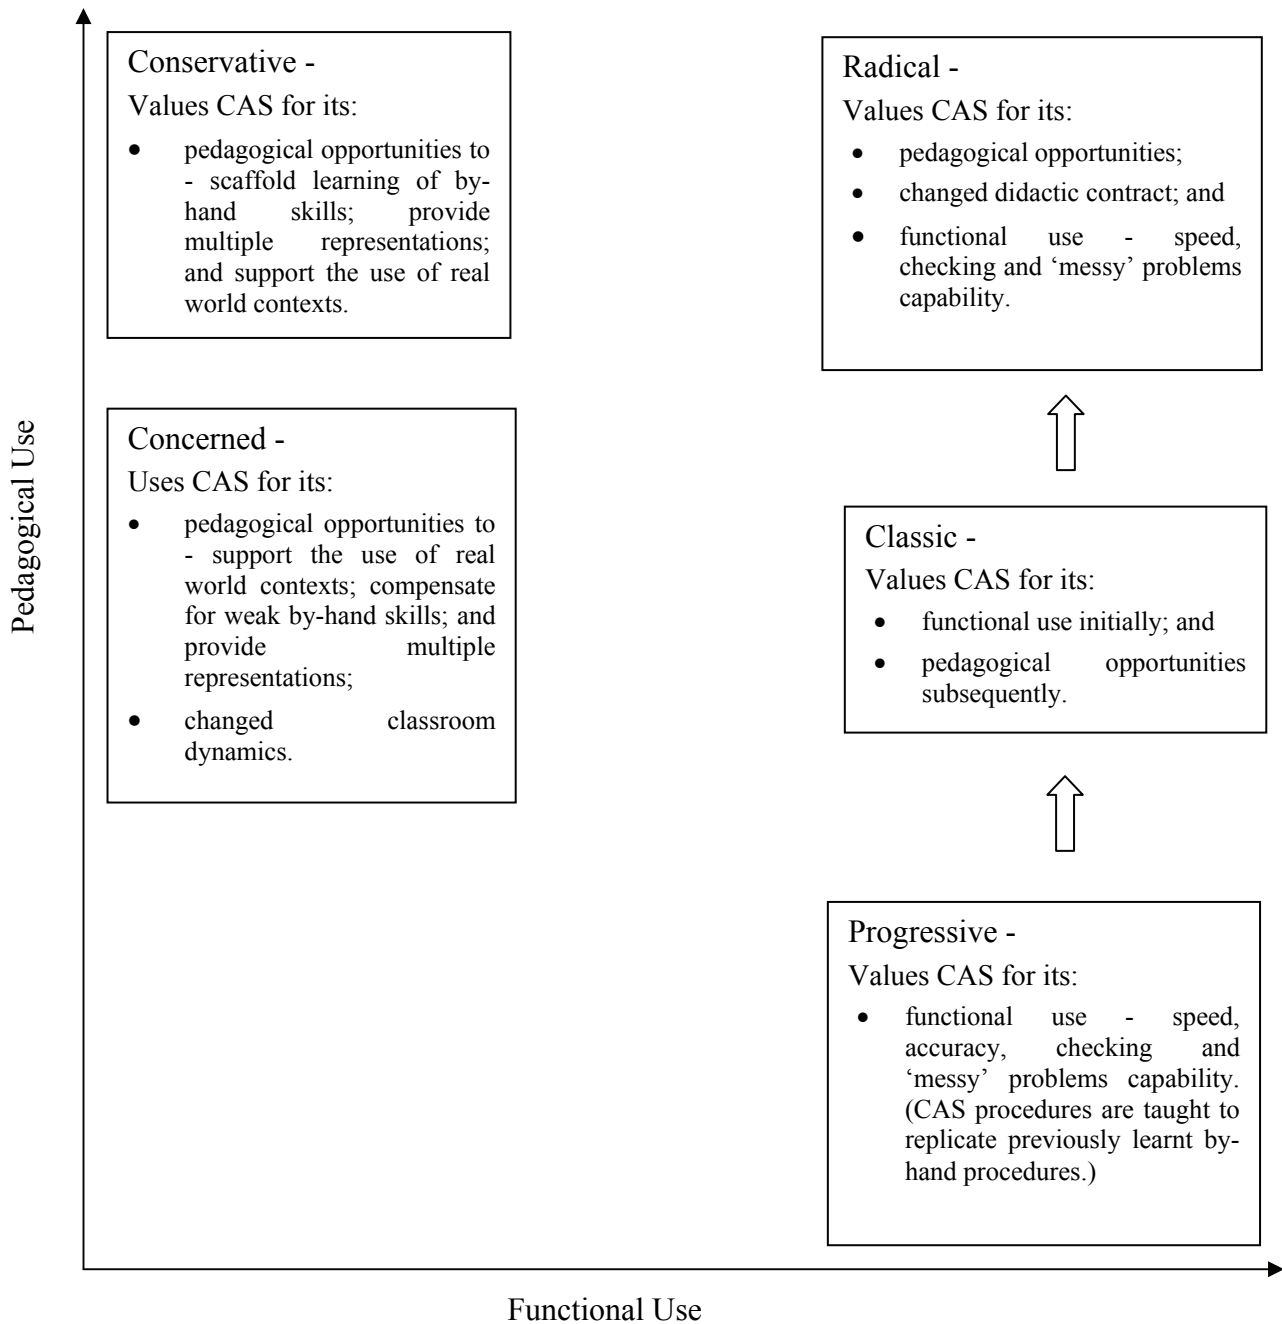 Conservative -
Values CAS for its:
• pedagogical opportunities to
- scaffold learning of by-
hand skills; provide
multiple representations;
and support the use of real
world contexts.
Radical -
Values CAS for its:
• pedagogical opportunities;
• changed didactic contract; and
• functional use - speed,
checking and ‘messy’ problems
capability.
Pedagogical Use
Concerned -
Uses CAS for its:
• pedagogical opportunities to
- support the use of real
world contexts; compensate
for weak by-hand skills; and
provide multiple
representations;
• changed classroom
dynamics.
Classic -
Values CAS for its:
• functional use initially; and
• pedagogical opportunities
subsequently.
Progressive -
Values CAS for its:
• functional use - speed,
accuracy, checking and
‘messy’ problems capability.
(CAS procedures are taught to
replicate previously learnt by-
hand procedures.)
Functional Use